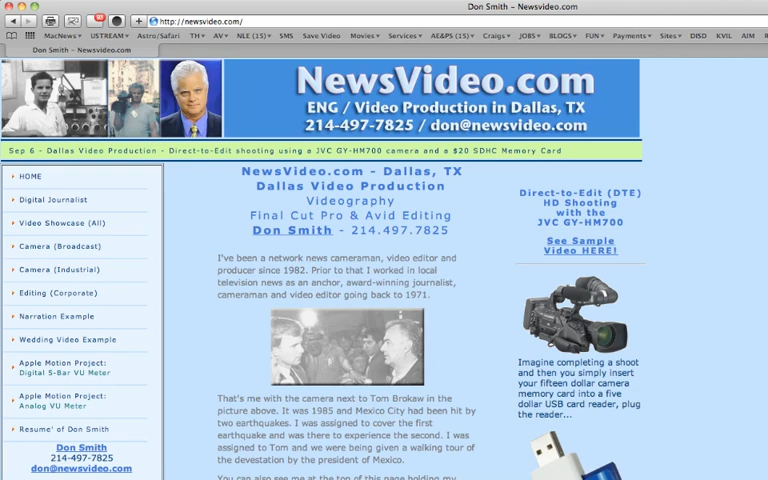 Don Smith - Newsvideo.com
http://newsvideo.com/
MacNews USTREAM Astro/Safari TH AV NLE (15) SMS Save Video Movies Services AE&PS (15) Craigs JOBS BLOGS FUN Payments Sites DISD KVIL AIM
Don Smith - Newsvideo.com
NewsVideo.com
ENG / Video Production in Dallas, TX
214-497-7825 / don@newsvideo.com
Sep 6 - Dallas Video Production - Direct-to-Edit shooting using a JVC GY-HM700 camera and a $20 SDHC Memory Card
HOME
Digital Journalist
Video Showcase (All)
Camera (Broadcast)
Camera (Industrial)
Editing (Corporate)
Narration Example
Wedding Video Example
Apple Motion Project:
Digital 5-Bar VU Meter
Apple Motion Project:
Analog VU Meter
Resume' of Don Smith
Don Smith
214-497-7825
don@newsvideo.com
NewsVideo.com - Dallas, TX
Dallas Video Production
Videography
Final Cut Pro & Avid Editing
Don Smith - 214.497.7825
I've been a network news cameraman, video editor and
producer since 1982. Prior to that I worked in local
television news as an anchor, award-winning journalist,
cameraman and video editor going back to 1971.
That's me with the camera next to Tom Brokaw in the
picture above. It was 1985 and Mexico City had been hit by
two earthquakes. I was assigned to cover the first
earthquake and was there to experience the second. I was
assigned to Tom and we were being given a walking tour of
the devestation by the president of Mexico.
You can also see me at the top of this page holding my
Direct-to-Edit (DTE)
HD Shooting
with the
JVC GY-HM700
See Sample
Video HERE!
Imagine completing a shoot
and then you simply insert
your fifteen dollar camera
memory card into a five
dollar USB card reader, plug
the reader...